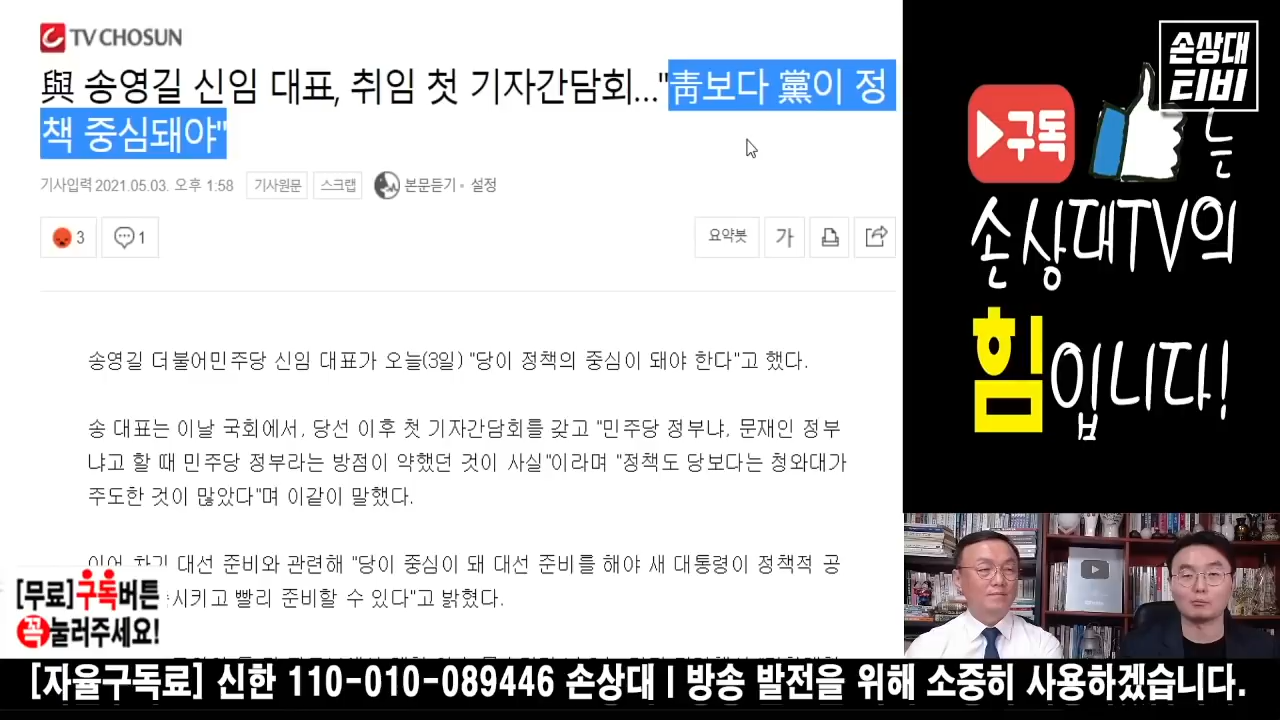 TV CHOSUN
與 송영길 신임 대표, 취임 첫 기자간담회..."靑보다 黨이 정
책 중심돼야"
기사입력 2021.05.03. 오후 1:58 기사원문 스크랩 본문듣기 · 설정
3 1 요약봇 가
송영길 더불어민주당 신임 대표가 오늘(3일) "당이 정책의 중심이 돼야 한다"고 했다.
송 대표는 이날 국회에서, 당선 이후 첫 기자간담회를 갖고 "민주당 정부냐, 문재인 정부
냐고 할 때 민주당 정부라는 방점이 약했던 것이 사실"이라며 "정책도 당보다는 청와대가
주도한 것이 많았다"며 이같이 말했다.
이어 차기 대선 준비와 관련해 "당이 중심이 돼 대선 준비를 해야 새 대통령이 정책적 공
시키고 빨리 준비할 수 있다"고 밝혔다.
[무료]구독버튼
꼭눌러주세요!
손상대
티비
구독
는
손상대TV의
힘입니다!
[자율구독료] 신한 110-010-089446 손상대 | 방송 발전을 위해 소중히 사용하겠습니다.